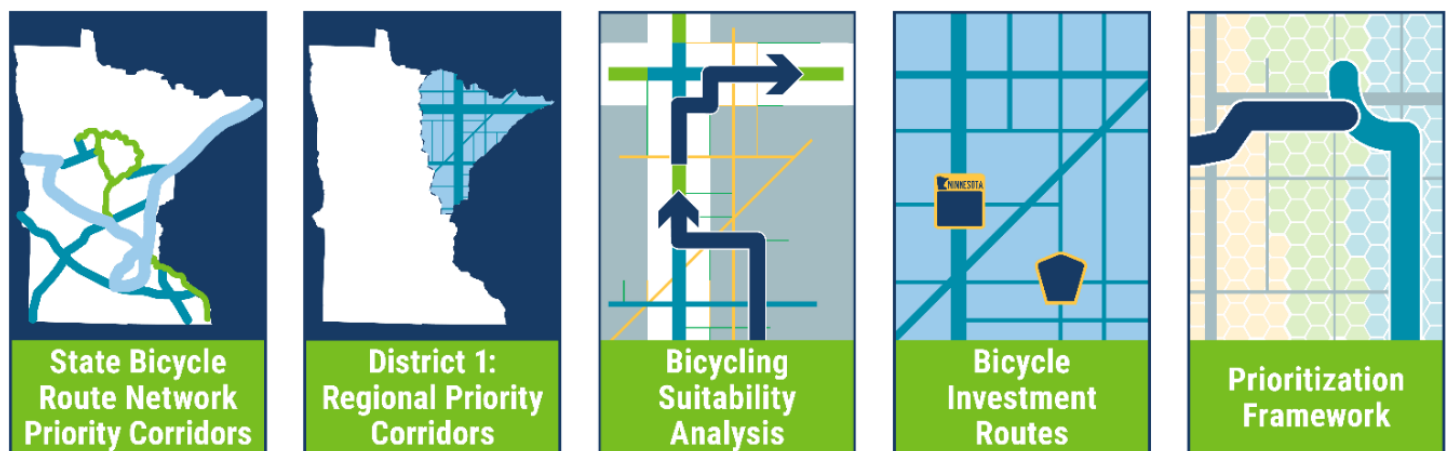 State Bicycle
Route Network
Priority Corridors
District 1:
Regional Priority
Corridors
Bicycling
Suitability
Analysis
MINNESOTA
Bicycle
Investment
Routes
Prioritization
Framework